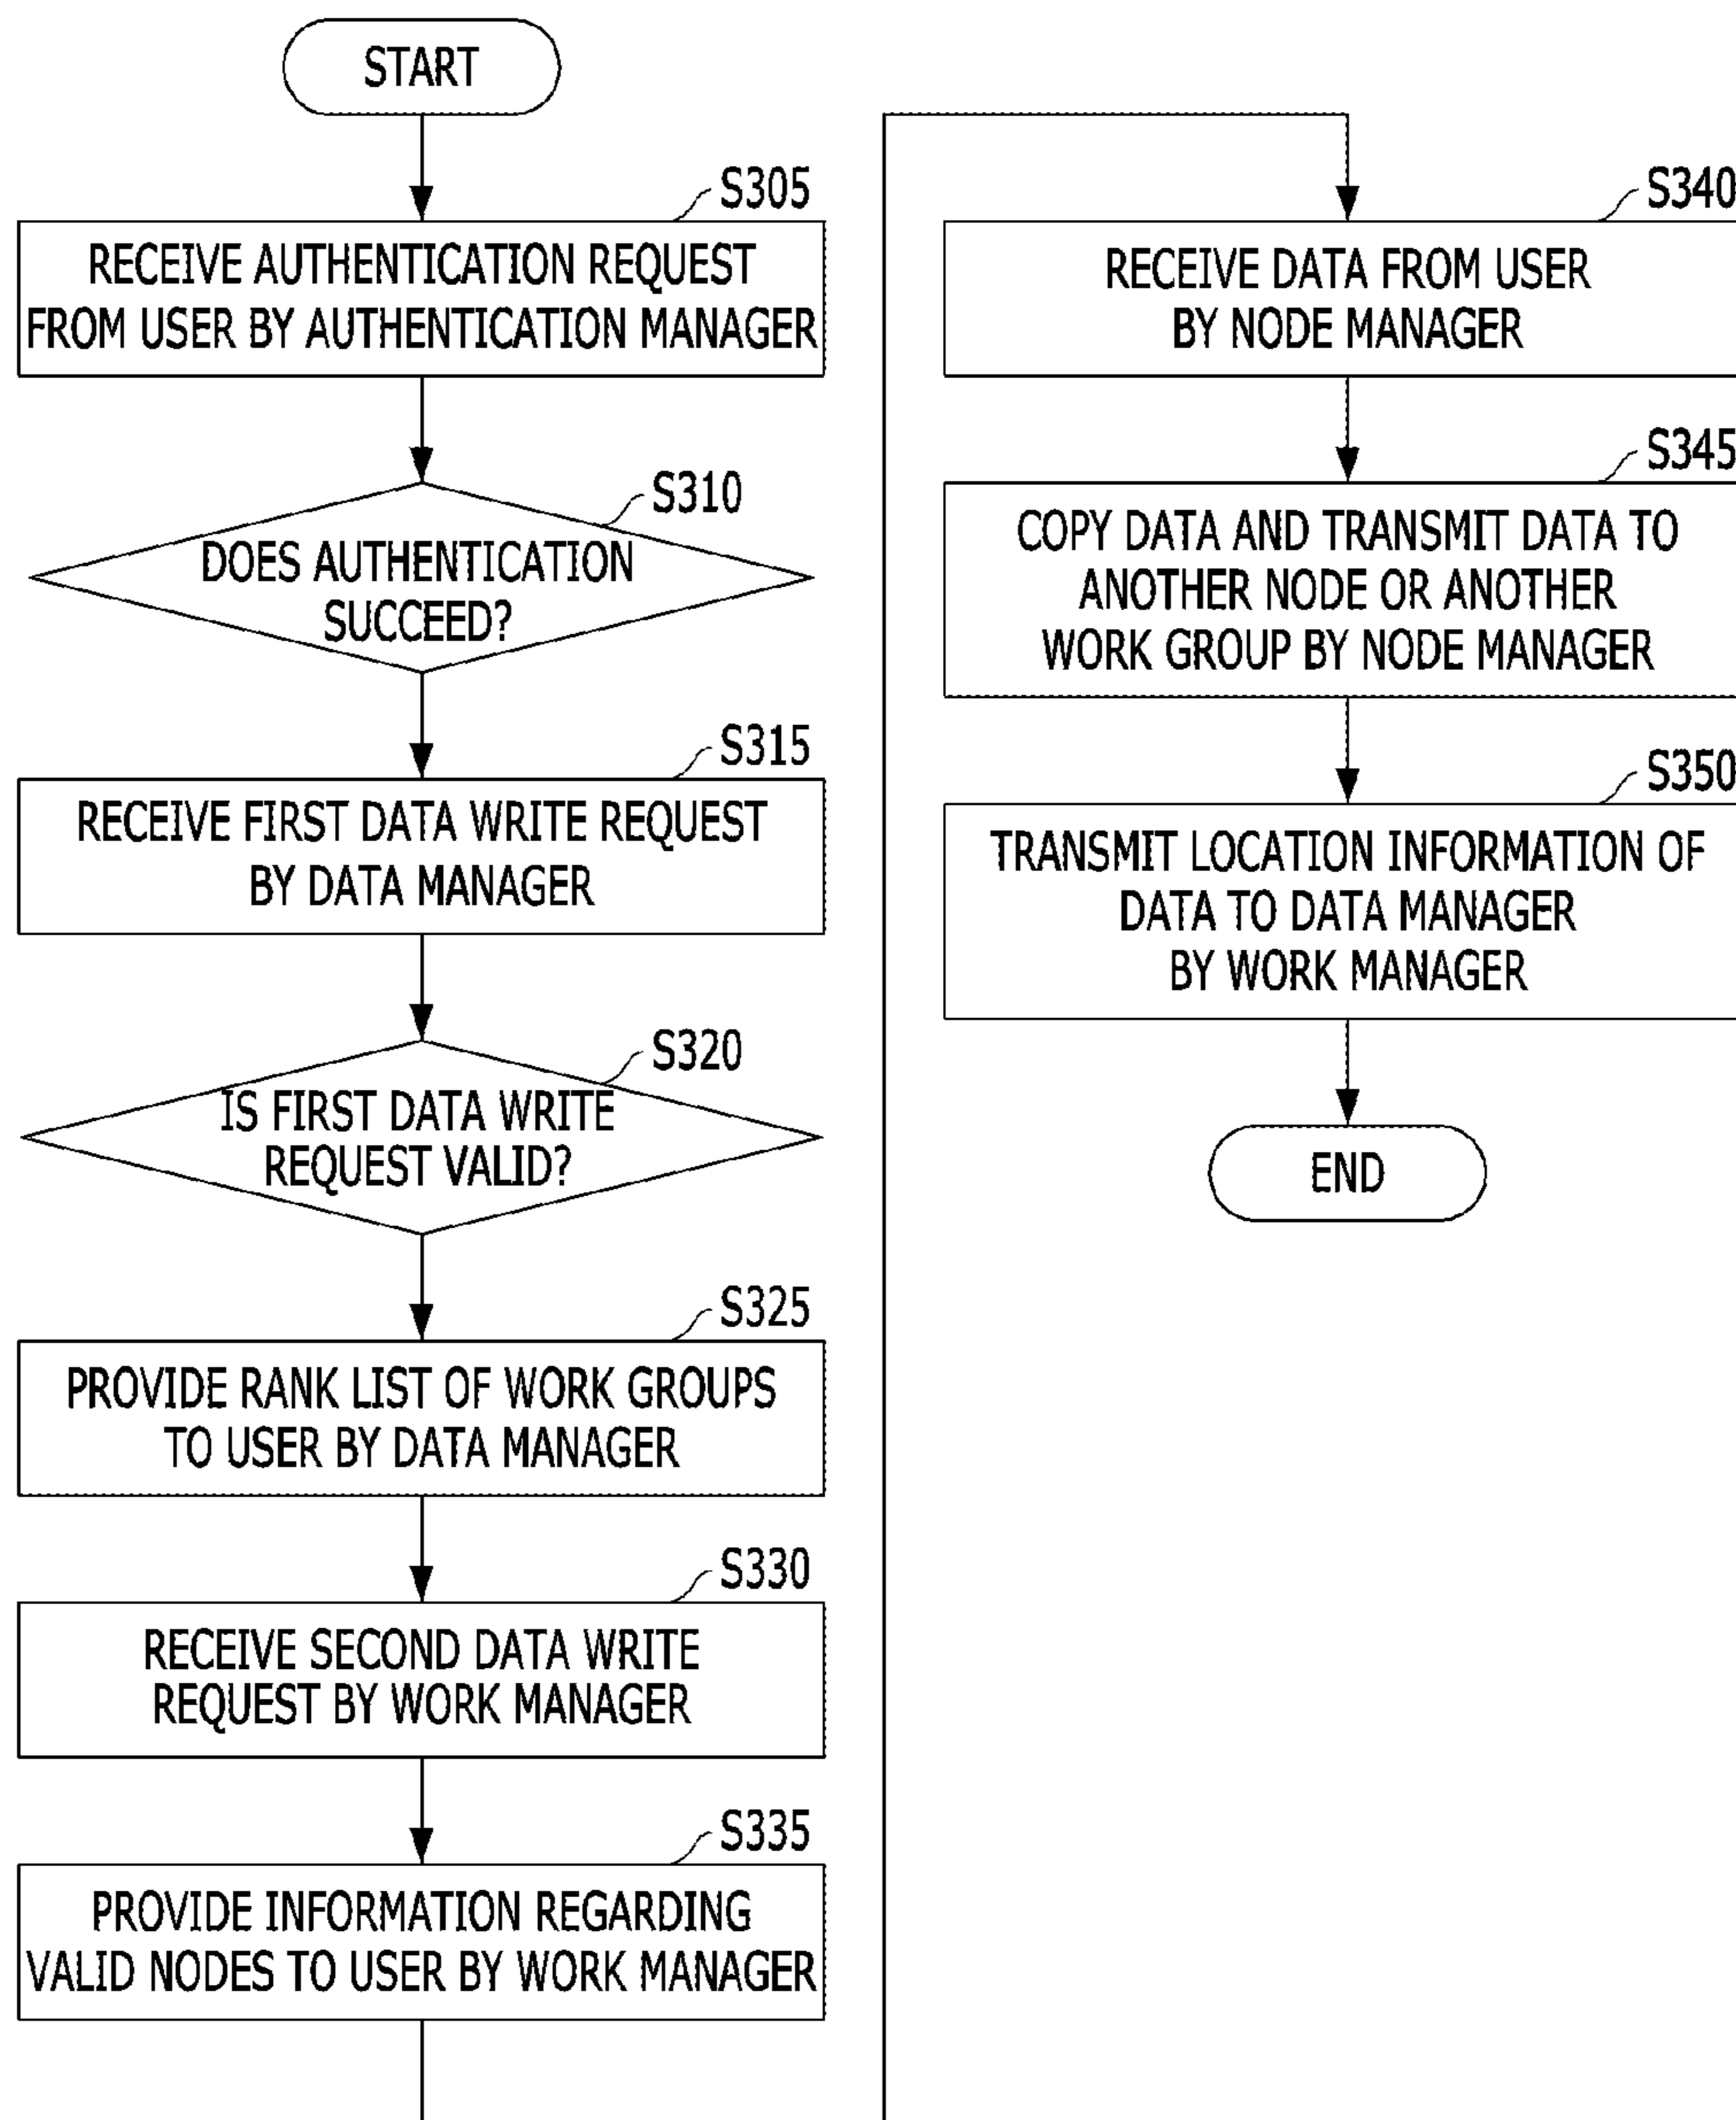 START
S305
RECEIVE AUTHENTICATION REQUEST
FROM USER BY AUTHENTICATION MANAGER
S310
DOES AUTHENTICATION
SUCCEED?
S315
RECEIVE FIRST DATA WRITE REQUEST
BY DATA MANAGER
S320
IS FIRST DATA WRITE
REQUEST VALID?
S325
PROVIDE RANK LIST OF WORK GROUPS
TO USER BY DATA MANAGER
S330
RECEIVE SECOND DATA WRITE
REQUEST BY WORK MANAGER
S335
PROVIDE INFORMATION REGARDING
VALID NODES TO USER BY WORK MANAGER
S340
RECEIVE DATA FROM USER
BY NODE MANAGER
S345
COPY DATA AND TRANSMIT DATA TO
ANOTHER NODE OR ANOTHER
WORK GROUP BY NODE MANAGER
S350
TRANSMIT LOCATION INFORMATION OF
DATA TO DATA MANAGER
BY WORK MANAGER
END